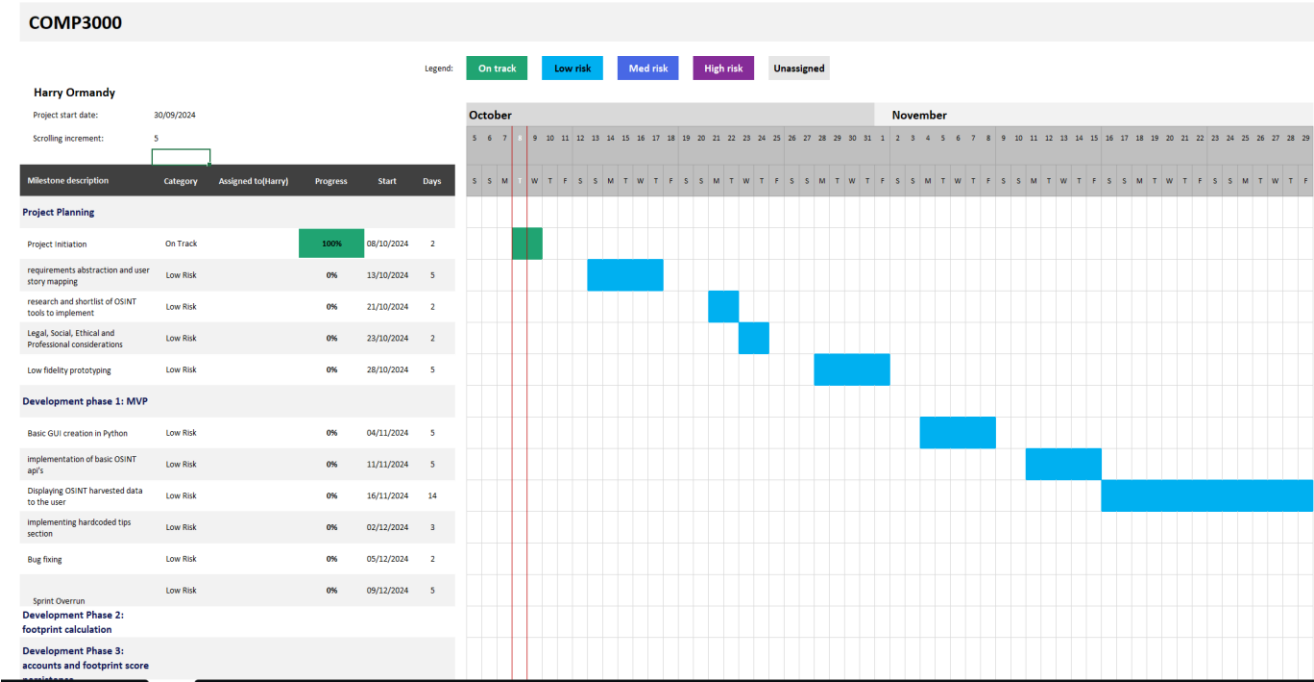 COMP3000
Legend: On track Low risk Med risk High risk Unassigned
Harry Ormandy
Project start date: 30/09/2024
October November
Scrolling increment: 5
5 6 7 8 9 10 11 12 13 14 15 16 17 18 19 20 21 22 23 24 25 26 27 28 29 30 31 1 2 3 4 5 6 7 8 9 10 11 12 13 14 15 16 17 18 19 20 21 22 23 24 25 26 27 28 29
Milestone description Category Assigned to(Harry) Progress Start Days
S S M T W T F S S M T W T F S S M T W T F S S M T W T F S S M T W T F S S M T W T F S S M T W T F S S M T W T F
Project Planning
Project Initiation On Track 100% 08/10/2024 2
requirements abstraction and user
story mapping Low Risk 0% 13/10/2024 5
research and shortlist of OSINT
tools to implement Low Risk 0% 21/10/2024 2
Legal, Social, Ethical and
Professional considerations Low Risk 0% 23/10/2024 2
Low fidelity prototyping Low Risk 0% 28/10/2024 5
Development phase 1: MVP
Basic GUI creation in Python Low Risk 0% 04/11/2024 5
implementation of basic OSINT
api's Low Risk 0% 11/11/2024 5
Displaying OSINT harvested data
to the user Low Risk 0% 16/11/2024 14
implementing hardcoded tips
section Low Risk 0% 02/12/2024 3
Bug fixing Low Risk 0% 05/12/2024 2
Sprint Overrun Low Risk 0% 09/12/2024 5
Development Phase 2:
footprint calculation
Development Phase 3:
accounts and footprint score